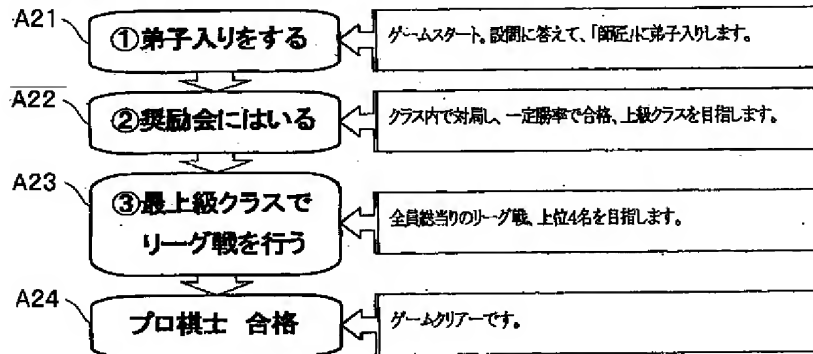 A21
①弟子入りをする
ゲームスタート。設問に答えて、「師匠」に弟子入りします。
A22
②奨励会にはいる
クラス内で対局し、一定勝率で合格、上級クラスを目指します。
A23
③最上級クラスで
リーグ戦を行う
全員総当りのリーグ戦、上位4名を目指します。
A24
プロ棋士 合格
ゲームクリアーです。